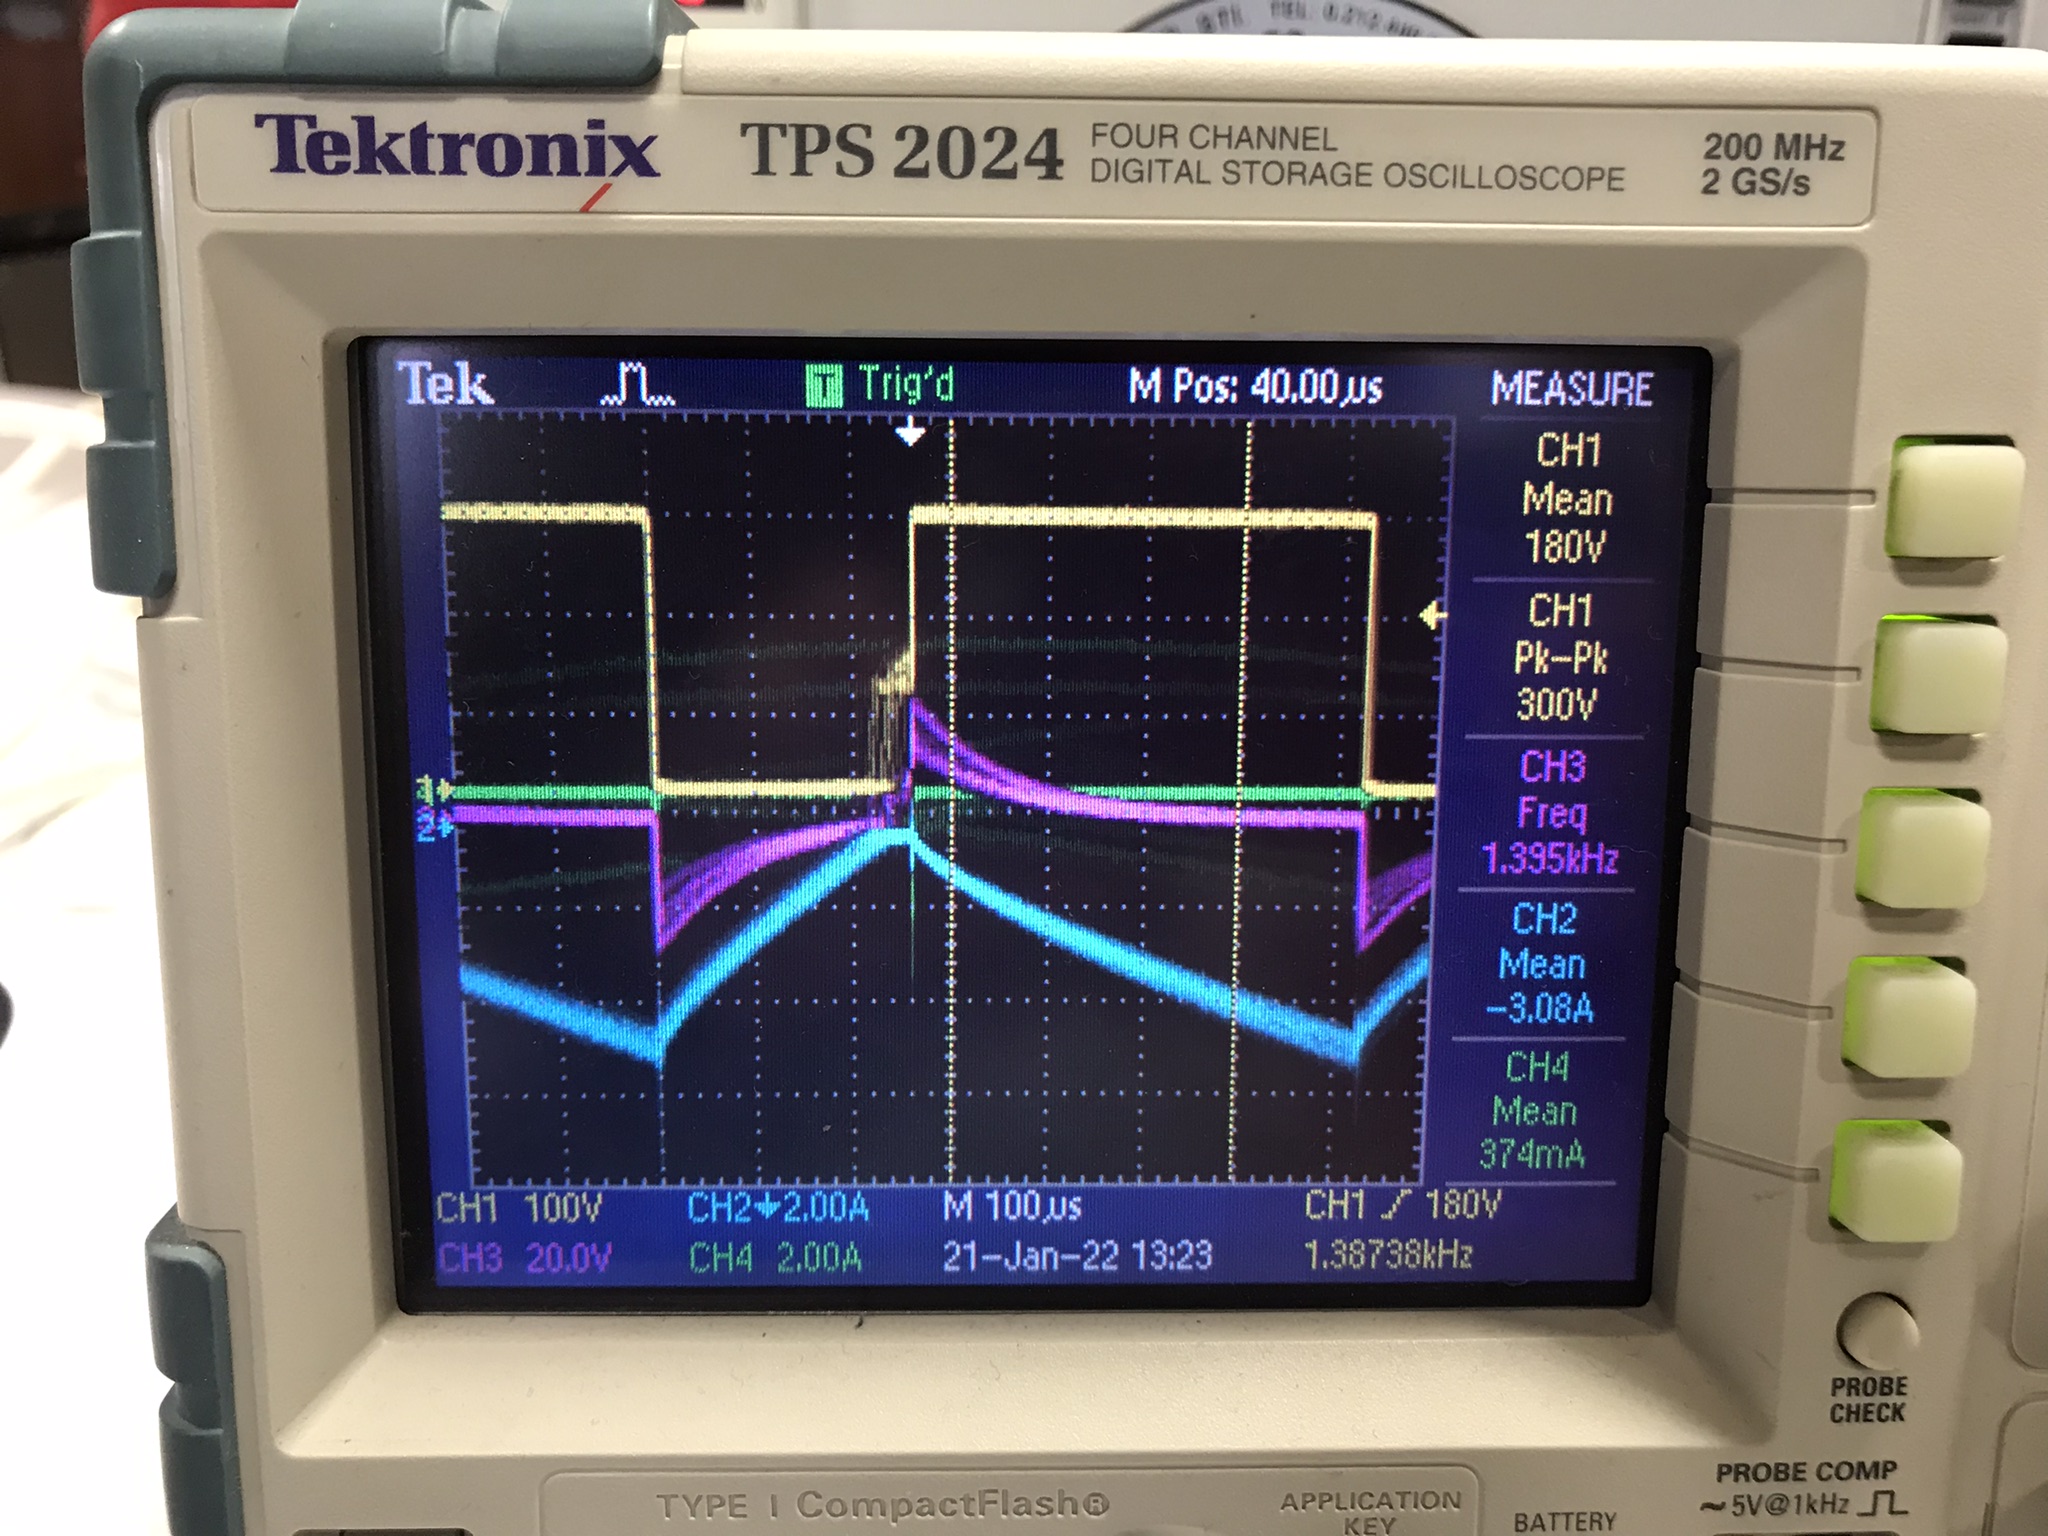 Tektronix TPS 2024 FOUR CHANNEL
DIGITAL STORAGE OSCILLOSCOPE
200 MHz
2 GS/s
Tek T Trig'd M Pos: 40.00µs MEASURE
CH1
Mean
180V
CH1
Pk-Pk
300V
CH3
Freq
1.395kHz
CH2
Mean
-3.08A
CH4
Mean
374mA
1
2
CH1 100V CH2 2.00A M 100µs CH1 180V
CH3 20.0V CH4 2.00A 21-Jan-22 13:23 1.38738kHz
PROBE
CHECK
PROBE COMP
~5V@1kHz
TYPE I CompactFlash®
APPLICATION
KEY
BATTERY